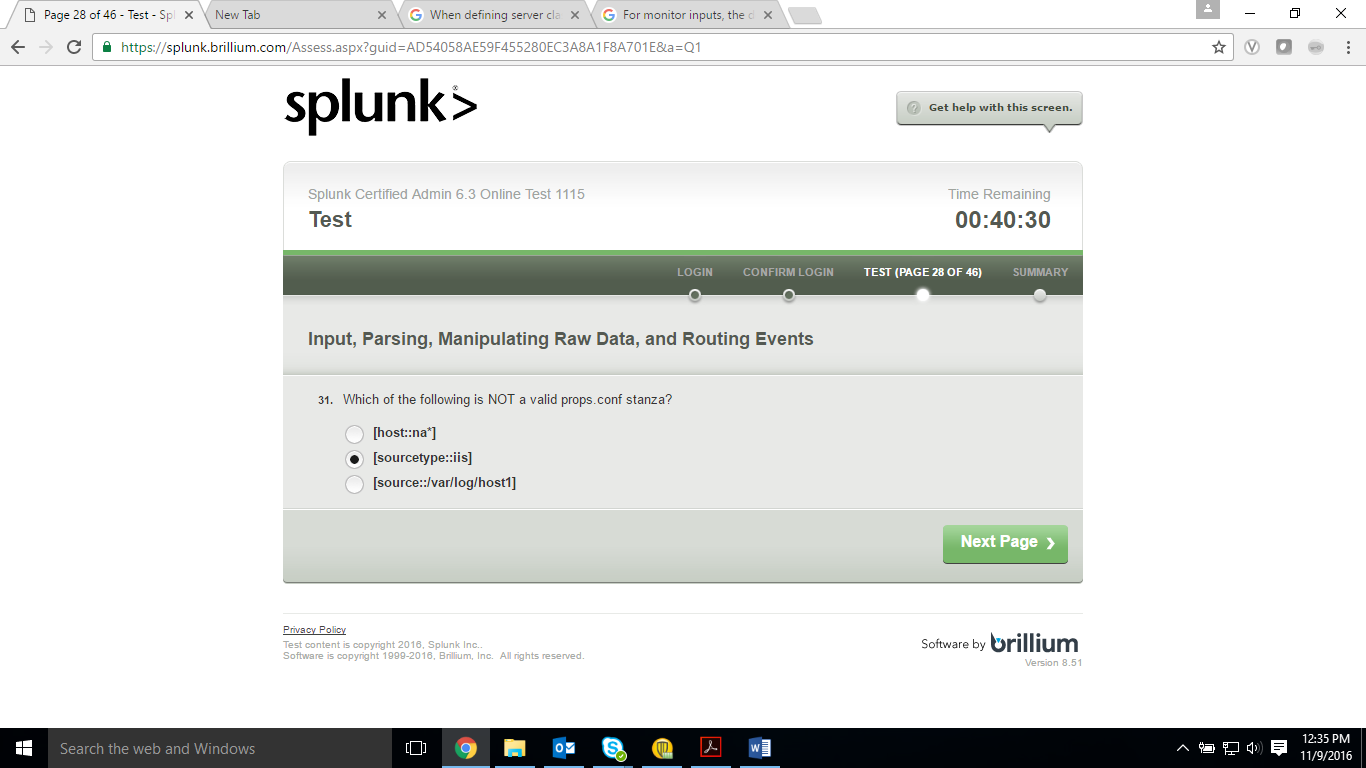 Page 28 of 46 - Test - Spl
New Tab
When defining server cla
For monitor inputs, the d
https://splunk.brillium.com/Assess.aspx?guid=AD54058AE59F455280EC3A8A1F8A701E&a=Q1
splunk>
Get help with this screen.
Splunk Certified Admin 6.3 Online Test 1115
Time Remaining
Test
00:40:30
LOGIN
CONFIRM LOGIN
TEST (PAGE 28 OF 46)
SUMMARY
Input, Parsing, Manipulating Raw Data, and Routing Events
31. Which of the following is NOT a valid props.conf stanza?
[host::na*]
[sourcetype::iis]
[source::/var/log/host1]
Next Page
Privacy Policy
Test content is copyright 2016, Splunk Inc..
Software is copyright 1999-2016, Brillium, Inc. All rights reserved.
Software by brillium
Version 8.51
Search the web and Windows
12:35 PM
11/9/2016